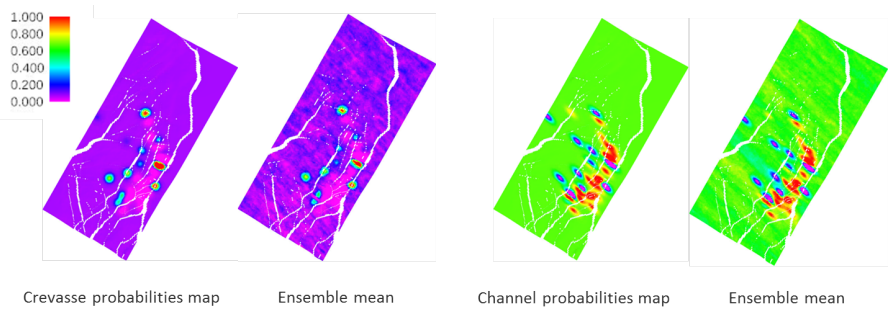 1.000
0.800
0.600
0.400
0.200
0.000
Crevasse probabilities map
Ensemble mean
Channel probabilities map
Ensemble mean